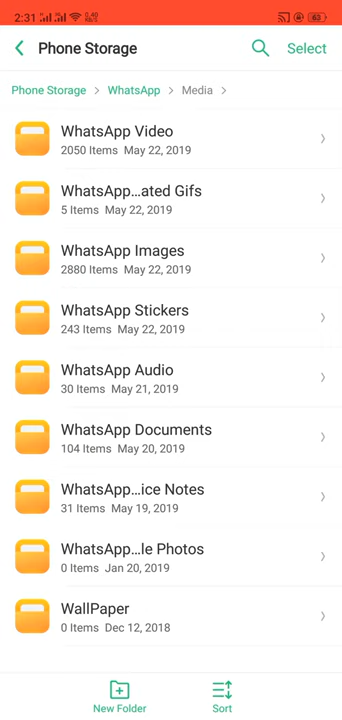 2:31 0.40 KB/s 63
Phone Storage Select
Phone Storage > WhatsApp > Media >
WhatsApp Video
2050 Items May 22, 2019
WhatsApp...ated Gifs
5 Items May 22, 2019
WhatsApp Images
2880 Items May 22, 2019
WhatsApp Stickers
243 Items May 22, 2019
WhatsApp Audio
30 Items May 21, 2019
WhatsApp Documents
104 Items May 20, 2019
WhatsApp...ice Notes
31 Items May 19, 2019
WhatsApp...le Photos
0 Items Jan 20, 2019
WallPaper
0 Items Dec 12, 2018
New Folder Sort